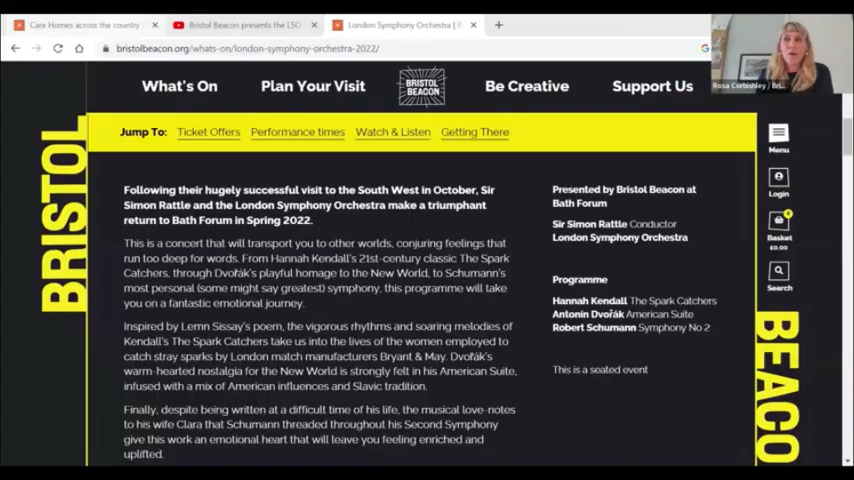 Care Homes across the country
Bristol Beacon presents the LSO
London Symphony Orchestra | B
bristolbeacon.org/whats-on/london-symphony-orchestra-2022/
What's On
Plan Your Visit
BRISTOL
BEACON
Be Creative
Support Us
Rosa Corbishley / Bri...
Jump To: Ticket Offers Performance times Watch & Listen Getting There
BRISTOL
Following their hugely successful visit to the South West in October, Sir
Simon Rattle and the London Symphony Orchestra make a triumphant
return to Bath Forum in Spring 2022.
This is a concert that will transport you to other worlds, conjuring feelings that
run too deep for words. From Hannah Kendall's 21st-century classic The Spark
Catchers, through Dvořák's playful homage to the New World, to Schumann's
most personal (some might say greatest) symphony, this programme will take
you on a fantastic emotional journey.
Inspired by Lemn Sissay's poem, the vigorous rhythms and soaring melodies of
Kendall's The Spark Catchers take us into the lives of the women employed to
catch stray sparks by London match manufacturers Bryant & May. Dvořák's
warm-hearted nostalgia for the New World is strongly felt in his American Suite,
infused with a mix of American influences and Slavic tradition.
Finally, despite being written at a difficult time of his life, the musical love-notes
to his wife Clara that Schumann threaded throughout his Second Symphony
give this work an emotional heart that will leave you feeling enriched and
uplifted.
Presented by Bristol Beacon at
Bath Forum
Sir Simon Rattle Conductor
London Symphony Orchestra
Programme
Hannah Kendall The Spark Catchers
Antonin Dvořák American Suite
Robert Schumann Symphony No 2
This is a seated event
Menu
Login
0
Basket
£0.00
Search
BEACO